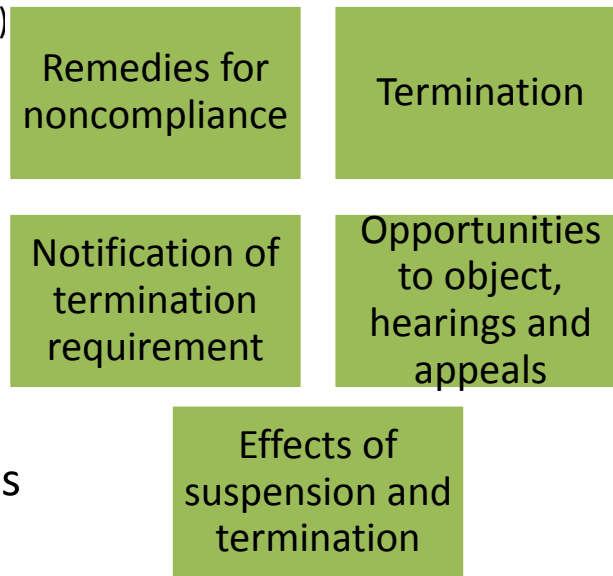 )
Remedies for
noncompliance
Termination
Notification of
termination
requirement
Opportunities
to object,
hearings and
appeals
s
Effects of
suspension and
termination